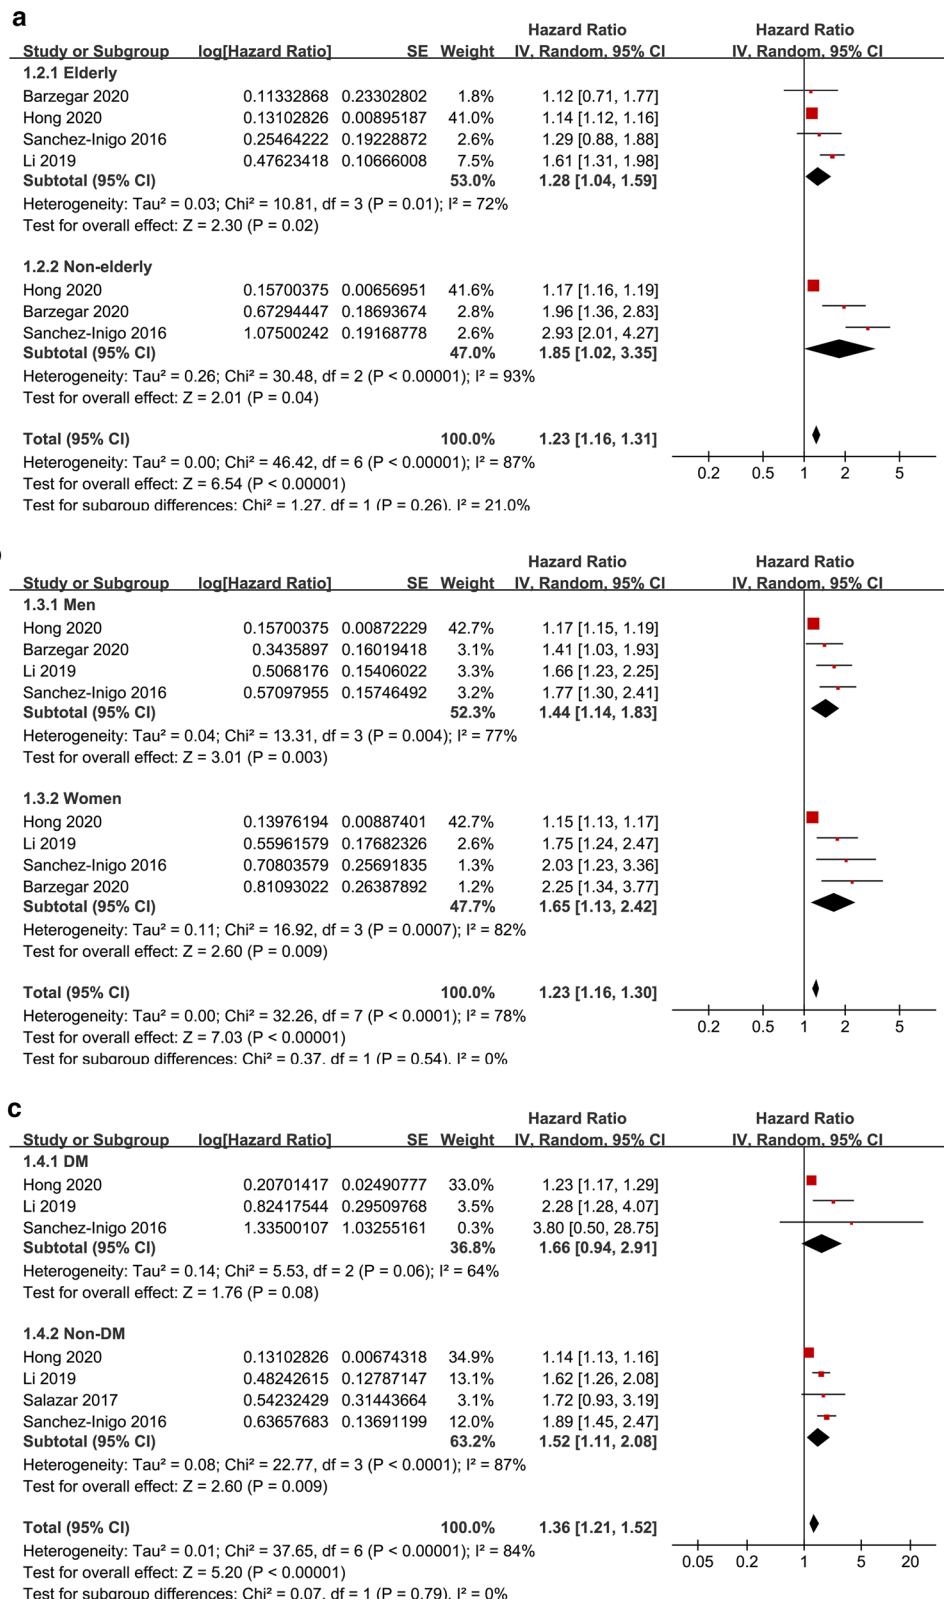 a
Hazard Ratio Hazard Ratio
Study or Subgroup log[Hazard Ratio] SE Weight IV, Random, 95% CI IV, Random, 95% CI
1.2.1 Elderly
Barzegar 2020 0.11332868 0.23302802 1.8% 1.12 [0.71, 1.77]
Hong 2020 0.13102826 0.00895187 41.0% 1.14 [1.12, 1.16]
Sanchez-Inigo 2016 0.25464222 0.19228872 2.6% 1.29 [0.88, 1.88]
Li 2019 0.47623418 0.10666008 7.5% 1.61 [1.31, 1.98]
Subtotal (95% CI) 53.0% 1.28 [1.04, 1.59]
Heterogeneity: Tau² = 0.03; Chi² = 10.81, df = 3 (P = 0.01); I² = 72%
Test for overall effect: Z = 2.30 (P = 0.02)
1.2.2 Non-elderly
Hong 2020 0.15700375 0.00656951 41.6% 1.17 [1.16, 1.19]
Barzegar 2020 0.67294447 0.18693674 2.8% 1.96 [1.36, 2.83]
Sanchez-Inigo 2016 1.07500242 0.19168778 2.6% 2.93 [2.01, 4.27]
Subtotal (95% CI) 47.0% 1.85 [1.02, 3.35]
Heterogeneity: Tau² = 0.26; Chi² = 30.48, df = 2 (P < 0.00001); I² = 93%
Test for overall effect: Z = 2.01 (P = 0.04)
Total (95% CI) 100.0% 1.23 [1.16, 1.31]
Heterogeneity: Tau² = 0.00; Chi² = 46.42, df = 6 (P < 0.00001); I² = 87%
0.2 0.5 1 2 5
Test for overall effect: Z = 6.54 (P < 0.00001)
Test for subgroup differences: Chi² = 1.27, df = 1 (P = 0.26), I² = 21.0%
Hazard Ratio Hazard Ratio
Study or Subgroup log[Hazard Ratio] SE Weight IV, Random, 95% CI IV, Random, 95% CI
1.3.1 Men
Hong 2020 0.15700375 0.00872229 42.7% 1.17 [1.15, 1.19]
Barzegar 2020 0.3435897 0.16019418 3.1% 1.41 [1.03, 1.93]
Li 2019 0.5068176 0.15406022 3.3% 1.66 [1.23, 2.25]
Sanchez-Inigo 2016 0.57097955 0.15746492 3.2% 1.77 [1.30, 2.41]
Subtotal (95% CI) 52.3% 1.44 [1.14, 1.83]
Heterogeneity: Tau² = 0.04; Chi² = 13.31, df = 3 (P = 0.004); I² = 77%
Test for overall effect: Z = 3.01 (P = 0.003)
1.3.2 Women
Hong 2020 0.13976194 0.00887401 42.7% 1.15 [1.13, 1.17]
Li 2019 0.55961579 0.17682326 2.6% 1.75 [1.24, 2.47]
Sanchez-Inigo 2016 0.70803579 0.25691835 1.3% 2.03 [1.23, 3.36]
Barzegar 2020 0.81093022 0.26387892 1.2% 2.25 [1.34, 3.77]
Subtotal (95% CI) 47.7% 1.65 [1.13, 2.42]
Heterogeneity: Tau² = 0.11; Chi² = 16.92, df = 3 (P = 0.0007); I² = 82%
Test for overall effect: Z = 2.60 (P = 0.009)
Total (95% CI) 100.0% 1.23 [1.16, 1.30]
Heterogeneity: Tau² = 0.00; Chi² = 32.26, df = 7 (P < 0.0001); I² = 78%
0.2 0.5 1 2 5
Test for overall effect: Z = 7.03 (P < 0.00001)
Test for subgroup differences: Chi² = 0.37, df = 1 (P = 0.54), I² = 0%
c
Hazard Ratio Hazard Ratio
Study or Subgroup log[Hazard Ratio] SE Weight IV, Random, 95% CI IV, Random, 95% CI
1.4.1 DM
Hong 2020 0.20701417 0.02490777 33.0% 1.23 [1.17, 1.29]
Li 2019 0.82417544 0.29509768 3.5% 2.28 [1.28, 4.07]
Sanchez-Inigo 2016 1.33500107 1.03255161 0.3% 3.80 [0.50, 28.75]
Subtotal (95% CI) 36.8% 1.66 [0.94, 2.91]
Heterogeneity: Tau² = 0.14; Chi² = 5.53, df = 2 (P = 0.06); I² = 64%
Test for overall effect: Z = 1.76 (P = 0.08)
1.4.2 Non-DM
Hong 2020 0.13102826 0.00674318 34.9% 1.14 [1.13, 1.16]
Li 2019 0.48242615 0.12787147 13.1% 1.62 [1.26, 2.08]
Salazar 2017 0.54232429 0.31443664 3.1% 1.72 [0.93, 3.19]
Sanchez-Inigo 2016 0.63657683 0.13691199 12.0% 1.89 [1.45, 2.47]
Subtotal (95% CI) 63.2% 1.52 [1.11, 2.08]
Heterogeneity: Tau² = 0.08; Chi² = 22.77, df = 3 (P < 0.0001); I² = 87%
Test for overall effect: Z = 2.60 (P = 0.009)
Total (95% CI) 100.0% 1.36 [1.21, 1.52]
Heterogeneity: Tau² = 0.01; Chi² = 37.65, df = 6 (P < 0.00001); I² = 84%
0.05 0.2 1 5 20
Test for overall effect: Z = 5.20 (P < 0.00001)
Test for subgroup differences: Chi² = 0.07, df = 1 (P = 0.79), I² = 0%